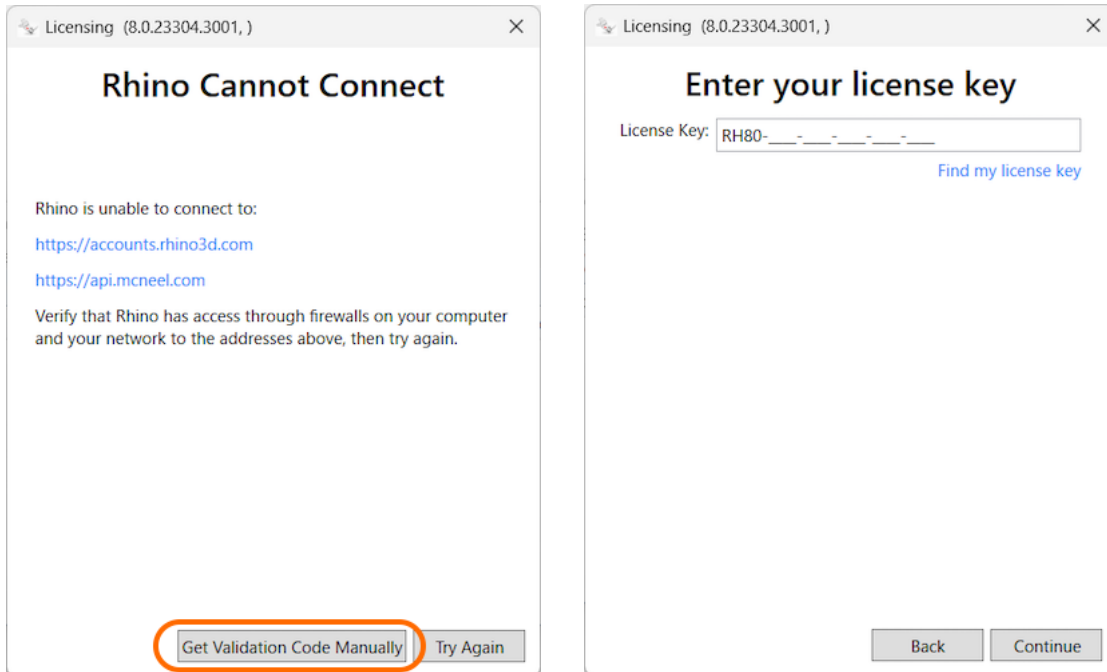 Licensing (8.0.23304.3001, )
Rhino Cannot Connect
Rhino is unable to connect to:
https://accounts.rhino3d.com
https://api.mcneel.com
Verify that Rhino has access through firewalls on your computer
and your network to the addresses above, then try again.
Get Validation Code Manually
Try Again
Licensing (8.0.23304.3001, )
Enter your license key
License Key: RH80-___-___-___-___-___
Find my license key
Back
Continue